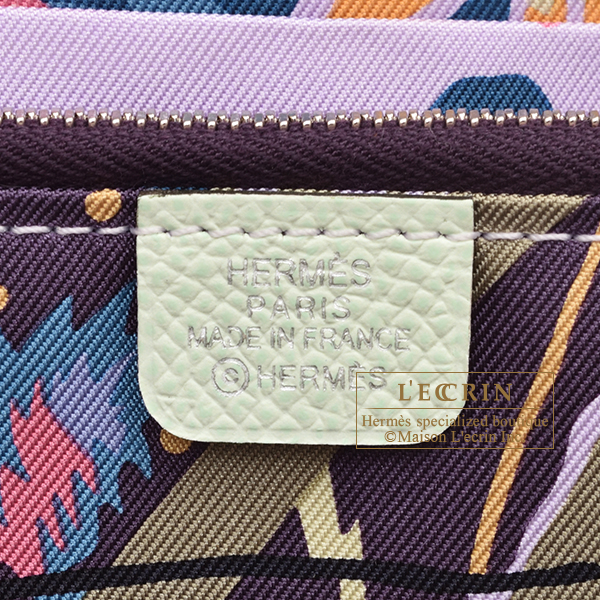 HERMÈS
PARIS
MADE IN FRANCE
Ⓢ HERMÈS
L'ECRIN
Hermès specialized boutique
©Maison L'ecrin